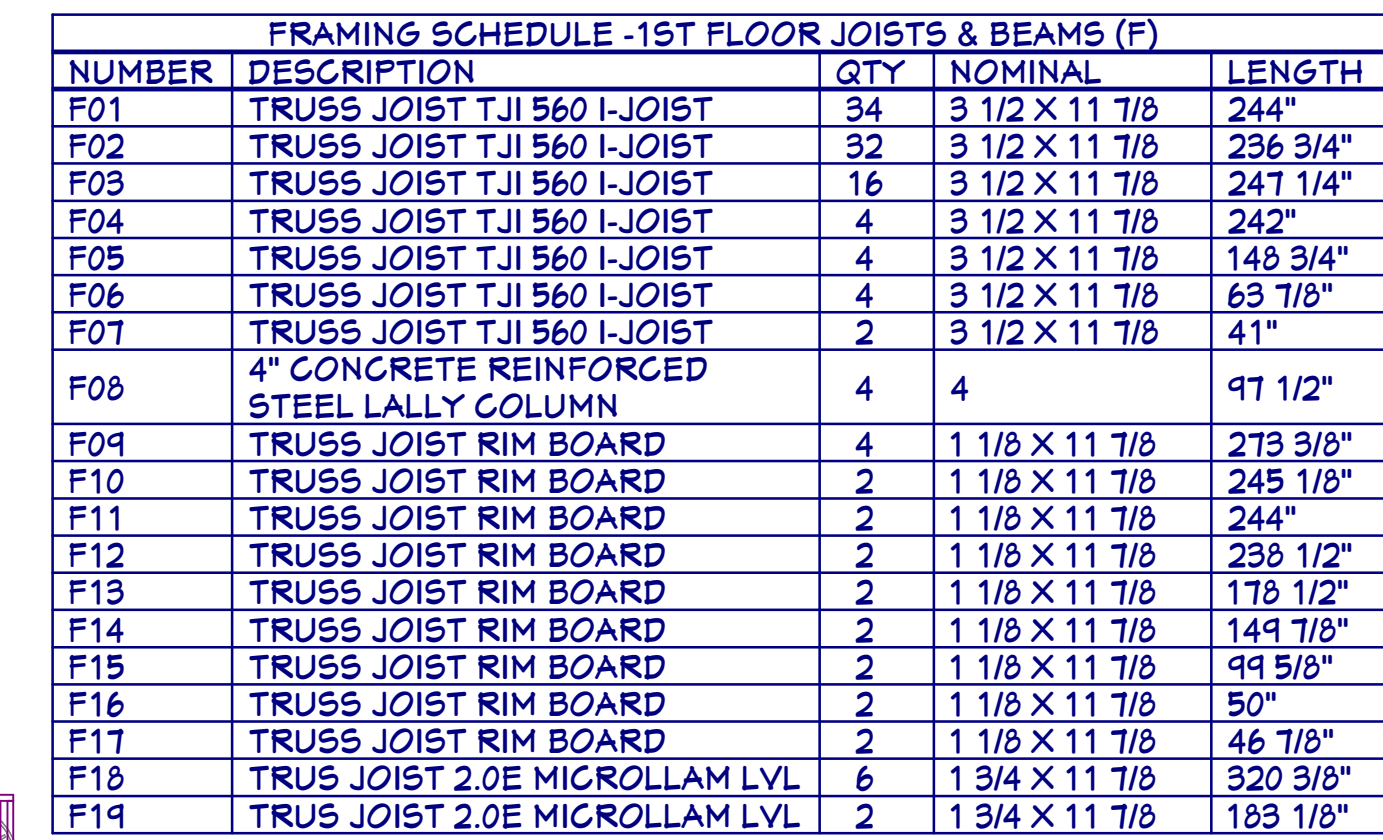 FRAMING SCHEDULE -1ST FLOOR JOISTS & BEAMS (F)
NUMBER DESCRIPTION QTY NOMINAL LENGTH
F01 TRUSS JOIST TJI 560 I-JOIST 34 3 1/2 X 11 7/8 244"
F02 TRUSS JOIST TJI 560 I-JOIST 32 3 1/2 X 11 7/8 236 3/4"
F03 TRUSS JOIST TJI 560 I-JOIST 16 3 1/2 X 11 7/8 247 1/4"
F04 TRUSS JOIST TJI 560 I-JOIST 4 3 1/2 X 11 7/8 242"
F05 TRUSS JOIST TJI 560 I-JOIST 4 3 1/2 X 11 7/8 148 3/4"
F06 TRUSS JOIST TJI 560 I-JOIST 4 3 1/2 X 11 7/8 63 7/8"
F07 TRUSS JOIST TJI 560 I-JOIST 2 3 1/2 X 11 7/8 41"
F08 4" CONCRETE REINFORCED
STEEL LALLY COLUMN 4 4 97 1/2"
F09 TRUSS JOIST RIM BOARD 4 1 1/8 X 11 7/8 273 3/8"
F10 TRUSS JOIST RIM BOARD 2 1 1/8 X 11 7/8 245 1/8"
F11 TRUSS JOIST RIM BOARD 2 1 1/8 X 11 7/8 244"
F12 TRUSS JOIST RIM BOARD 2 1 1/8 X 11 7/8 238 1/2"
F13 TRUSS JOIST RIM BOARD 2 1 1/8 X 11 7/8 178 1/2"
F14 TRUSS JOIST RIM BOARD 2 1 1/8 X 11 7/8 149 7/8"
F15 TRUSS JOIST RIM BOARD 2 1 1/8 X 11 7/8 99 5/8"
F16 TRUSS JOIST RIM BOARD 2 1 1/8 X 11 7/8 50"
F17 TRUSS JOIST RIM BOARD 2 1 1/8 X 11 7/8 46 7/8"
F18 TRUS JOIST 2.0E MICROLLAM LVL 6 1 3/4 X 11 7/8 320 3/8"
F19 TRUS JOIST 2.0E MICROLLAM LVL 2 1 3/4 X 11 7/8 183 1/8"